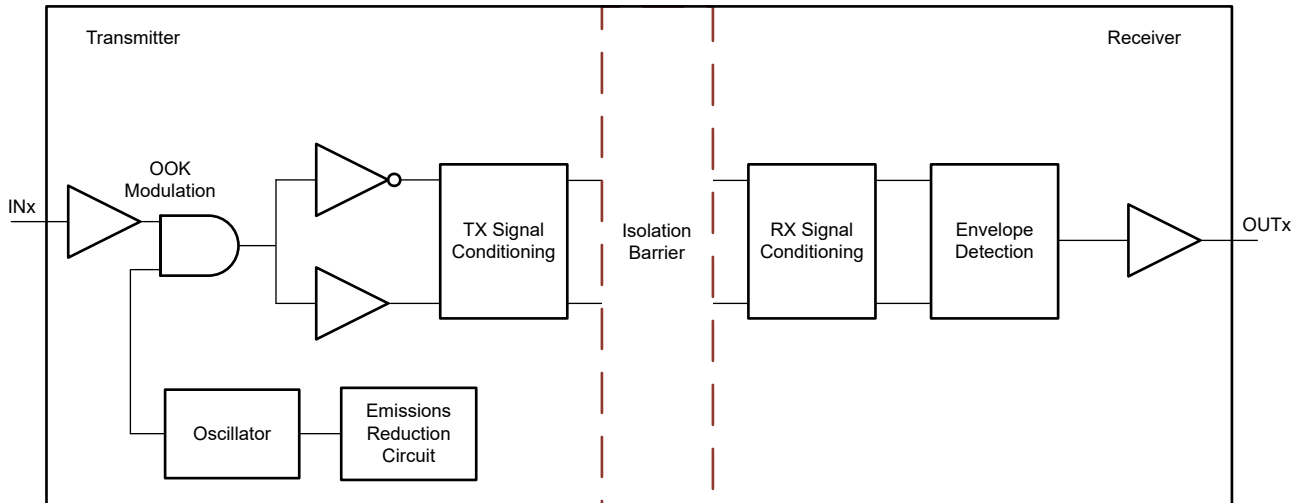 Transmitter
Receiver
OOK
Modulation
INx
TX Signal
Conditioning
Isolation
Barrier
RX Signal
Conditioning
Envelope
Detection
OUTx
Oscillator
Emissions
Reduction
Circuit